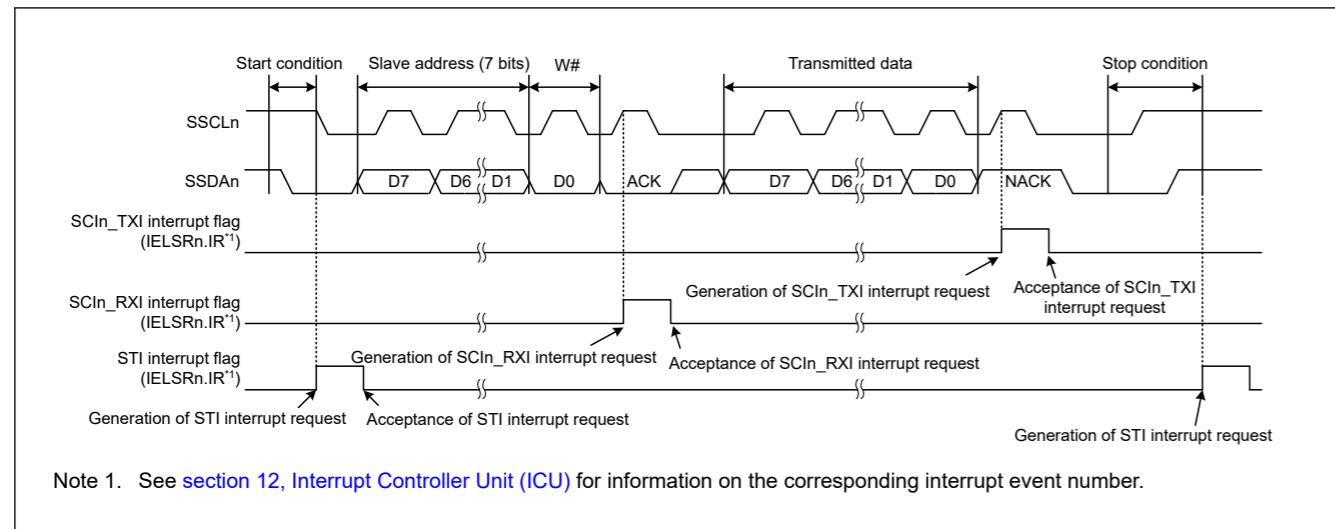 Start condition
Slave address (7 bits)
W#
Transmitted data
Stop condition
SSCLn
SSDAn
D7
D6
D1
D0
ACK
D7
D6
D1
D0
NACK
SCIn_TXI interrupt flag
(IELSRn.IR*1)
Generation of SCIn_TXI interrupt request
Acceptance of SCIn_TXI
interrupt request
SCIn_RXI interrupt flag
(IELSRn.IR*1)
Generation of SCIn_RXI interrupt request
Acceptance of SCIn_RXI interrupt request
STI interrupt flag
(IELSRn.IR*1)
Generation of STI interrupt request
Acceptance of STI interrupt request
Generation of STI interrupt request
Note 1. See section 12, Interrupt Controller Unit (ICU) for information on the corresponding interrupt event number.